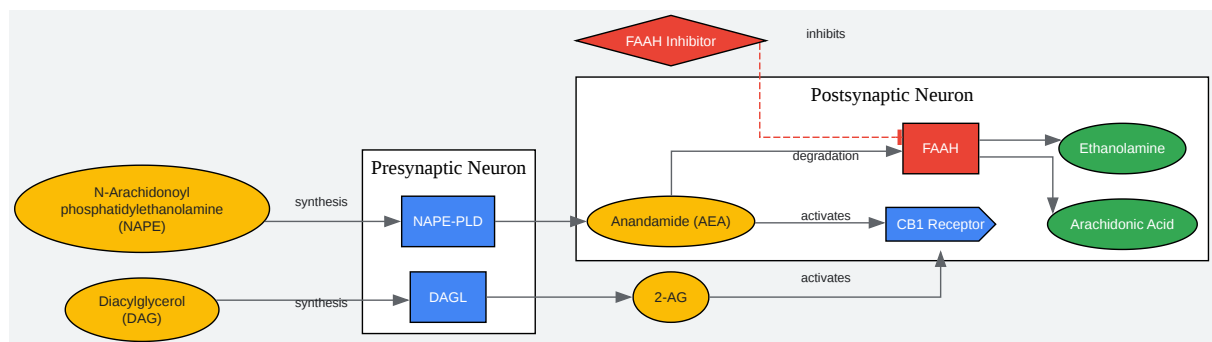 FAAH Inhibitor
inhibits
Postsynaptic Neuron
FAAH
Ethanolamine
degradation
Presynaptic Neuron
N-Arachidonoyl
phosphatidylethanolamine
(NAPE)
synthesis
NAPE-PLD
Anandamide (AEA)
activates
CB1 Receptor
Arachidonic Acid
Diacylglycerol
(DAG)
synthesis
DAGL
2-AG
activates